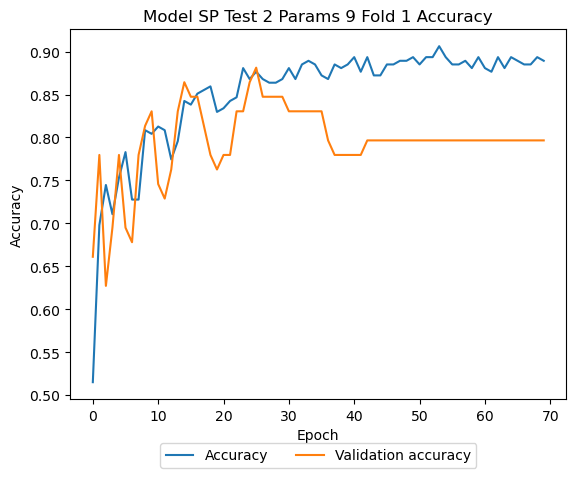 Model SP Test 2 Params 9 Fold 1 Accuracy
Accuracy
0.90
0.85
0.80
0.75
0.70
0.65
0.60
0.55
0.50
0 10 20 30 40 50 60 70
Epoch
Accuracy Validation accuracy